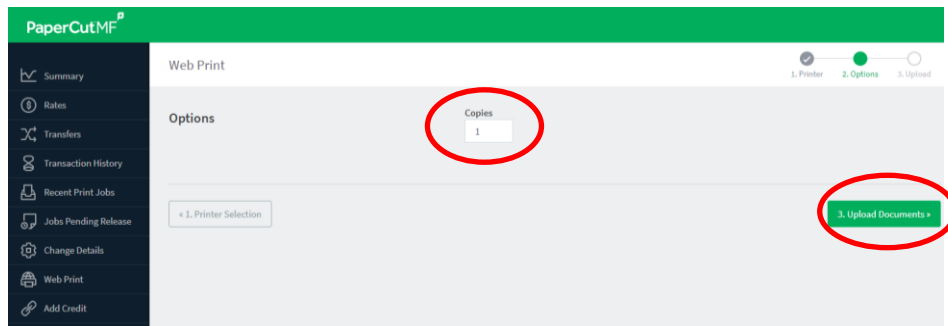 PaperCutMF
Summary
Rates
Transfers
Transaction History
Recent Print Jobs
Jobs Pending Release
Change Details
Web Print
Add Credit
Web Print
1. Printer
2. Options
3. Upload
Options
Copies
1
« 1. Printer Selection
3. Upload Documents »